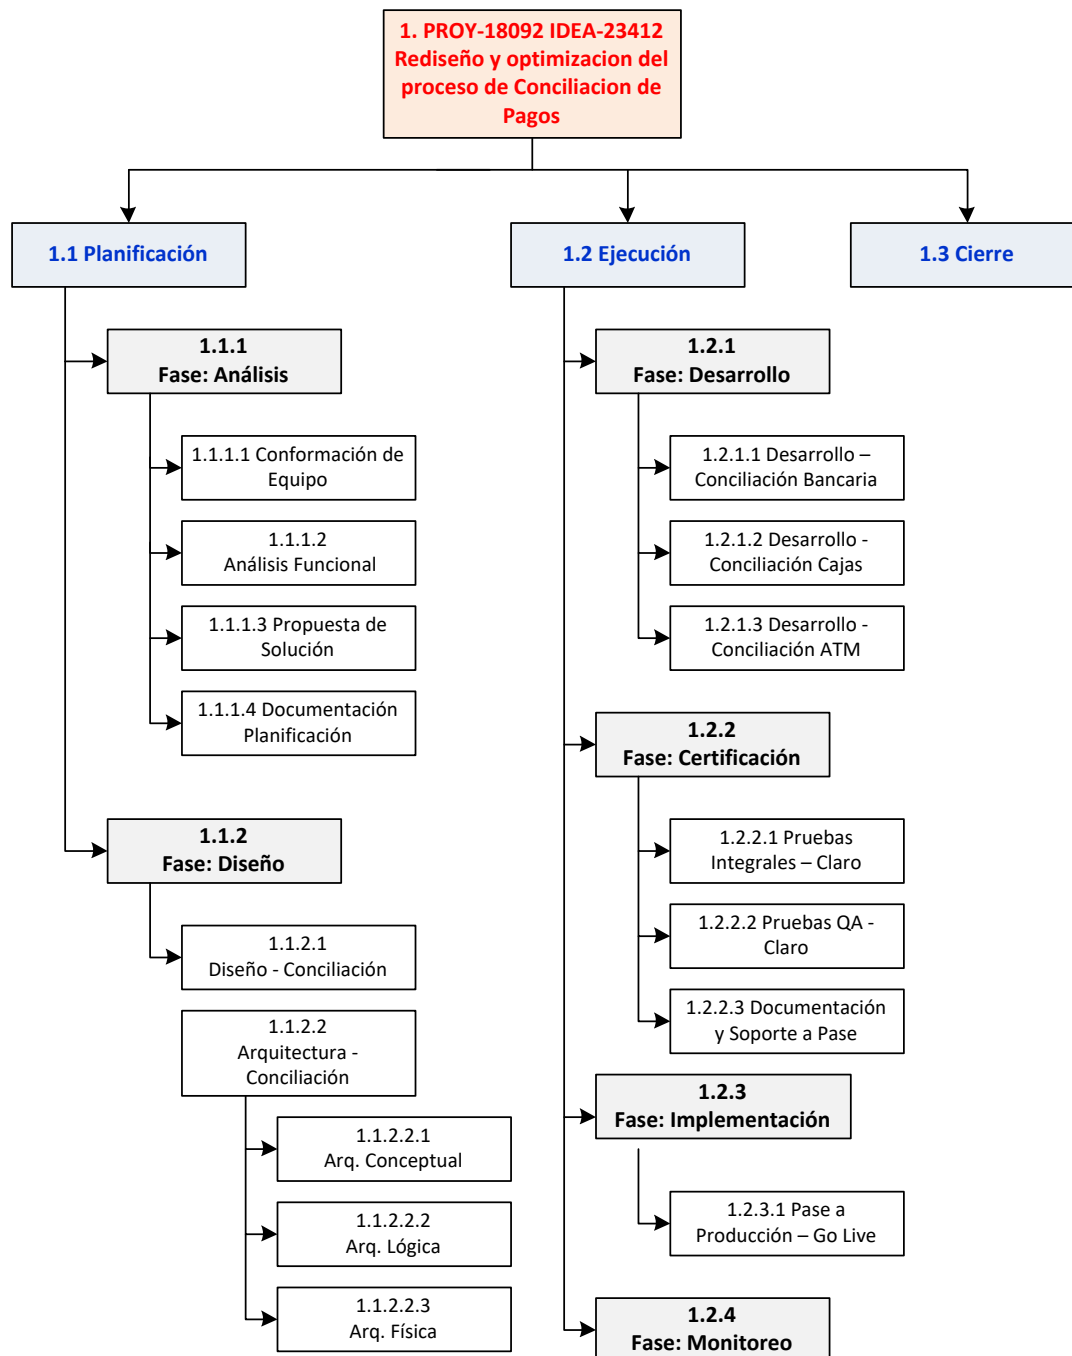 1. PROY-18092 IDEA-23412
Rediseño y optimizacion del
proceso de Conciliacion de
Pagos
1.1 Planificación
1.2 Ejecución
1.3 Cierre
1.1.1
Fase: Análisis
1.1.1.1 Conformación de
Equipo
1.1.1.2
Análisis Funcional
1.1.1.3 Propuesta de
Solución
1.1.1.4 Documentación
Planificación
1.1.2
Fase: Diseño
1.1.2.1
Diseño - Conciliación
1.1.2.2
Arquitectura -
Conciliación
1.1.2.2.1
Arq. Conceptual
1.1.2.2.2
Arq. Lógica
1.1.2.2.3
Arq. Física
1.2.1
Fase: Desarrollo
1.2.1.1 Desarrollo –
Conciliación Bancaria
1.2.1.2 Desarrollo -
Conciliación Cajas
1.2.1.3 Desarrollo -
Conciliación ATM
1.2.2
Fase: Certificación
1.2.2.1 Pruebas
Integrales – Claro
1.2.2.2 Pruebas QA -
Claro
1.2.2.3 Documentación
y Soporte a Pase
1.2.3
Fase: Implementación
1.2.3.1 Pase a
Producción – Go Live
1.2.4
Fase: Monitoreo